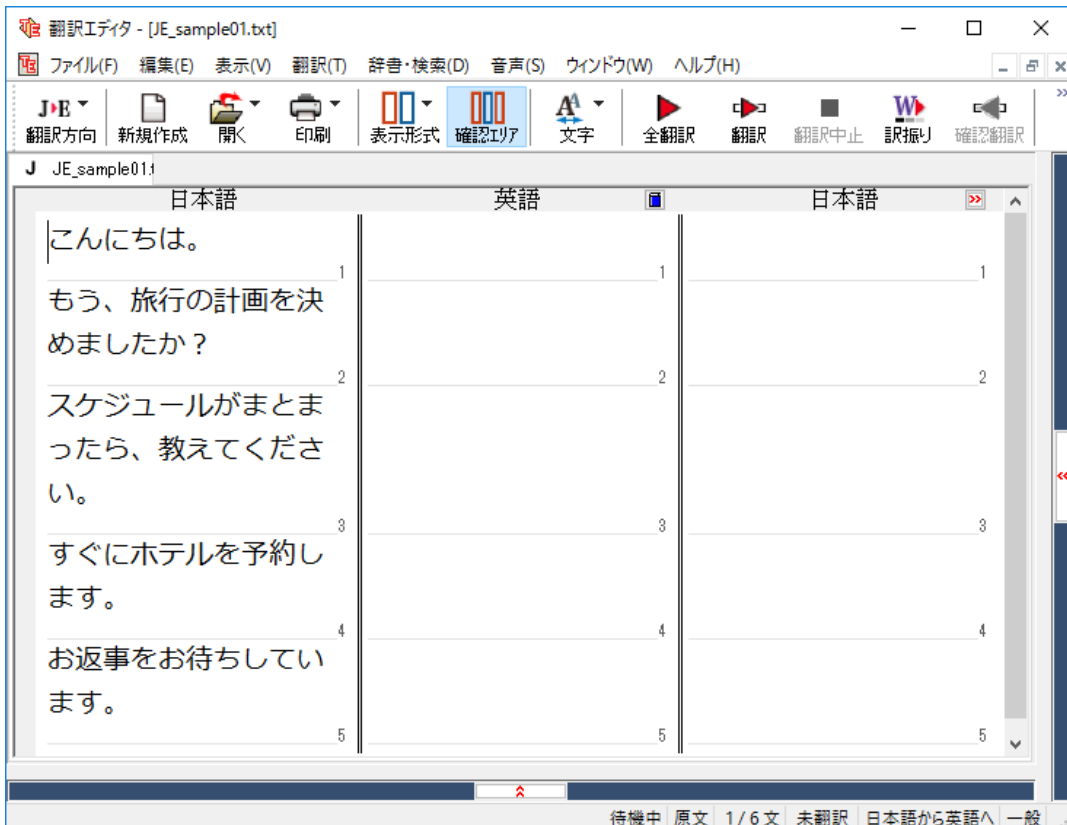 翻訳エディタ - [JE_sample01.txt]
ファイル(F) 編集(E) 表示(V) 翻訳(T) 辞書・検索(D) 音声(S) ウィンドウ(W) ヘルプ(H)
J▶E
翻訳方向 新規作成 開く 印刷 表示形式 確認エリア 文字 全翻訳 翻訳 翻訳中止 訳振り 確認翻訳
J JE_sample01.t
日本語 英語 日本語
こんにちは。
1 1 1
もう、旅行の計画を決
めましたか？
2 2 2
スケジュールがまとま
ったら、教えてくださ
い。
3 3 3
すぐにホテルを予約し
ます。
4 4 4
お返事をお待ちしてい
ます。
5 5 5
待機中 原文 1/6文 未翻訳 日本語から英語へ 一般